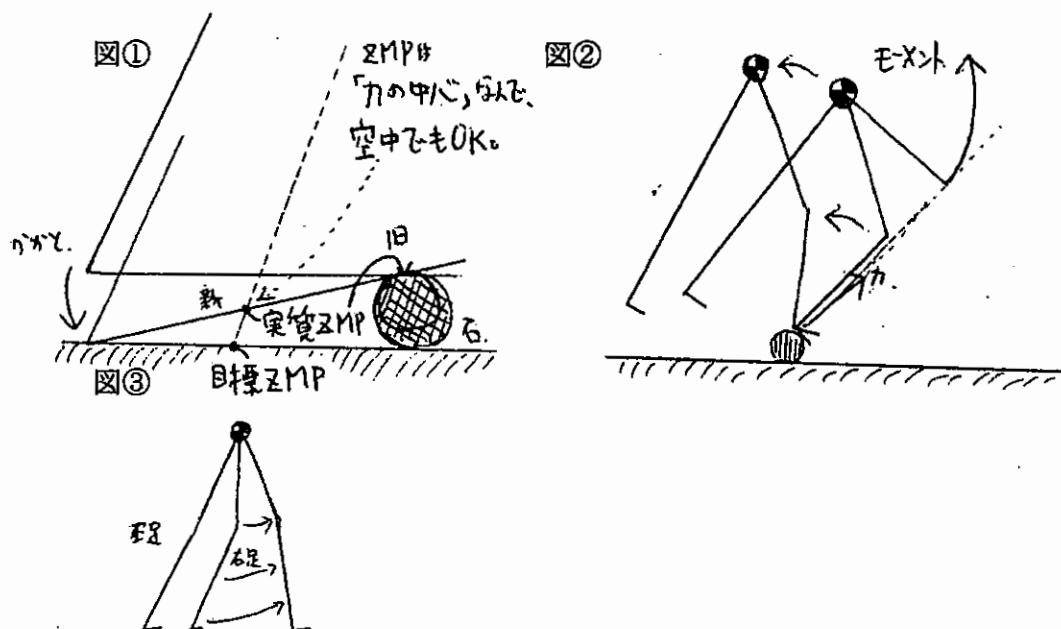 図①
ZMPは
「力の中心」なんで、
空中でもOK。
かかと。
旧
新
実質ZMP
石。
目標ZMP
図②
モーメント
力
図③
左足
右足